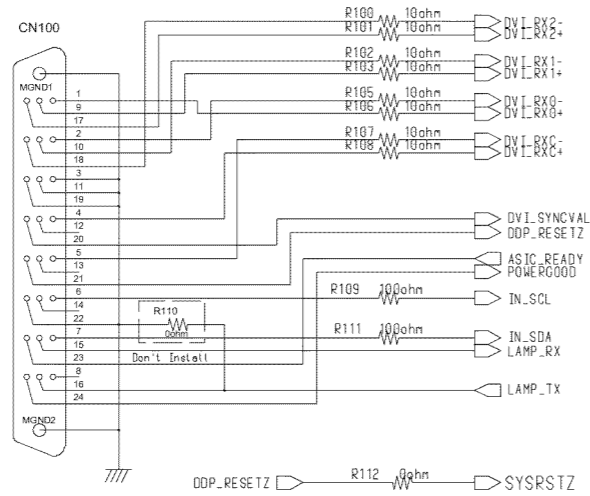 CN100
MGND1
1
9
17
2
10
18
3
11
19
4
12
20
5
13
21
6
14
22
7
15
23
8
16
24
MGND2
R100 10ohm DVI_RX2-
R101 10ohm DVI_RX2+
R102 10ohm DVI_RX1-
R103 10ohm DVI_RX1+
R105 10ohm DVI_RX0-
R106 10ohm DVI_RX0+
R107 10ohm DVI_RXC-
R108 10ohm DVI_RXC+
DVI_SYNCVAL
DDP_RESETZ
ASIC_READY
POWERGOOD
R109 100ohm IN_SCL
R110
0ohm
Don't Install
R111 100ohm IN_SDA
LAMP_RX
LAMP_TX
DDP_RESETZ R112 0ohm SYSRSTZ